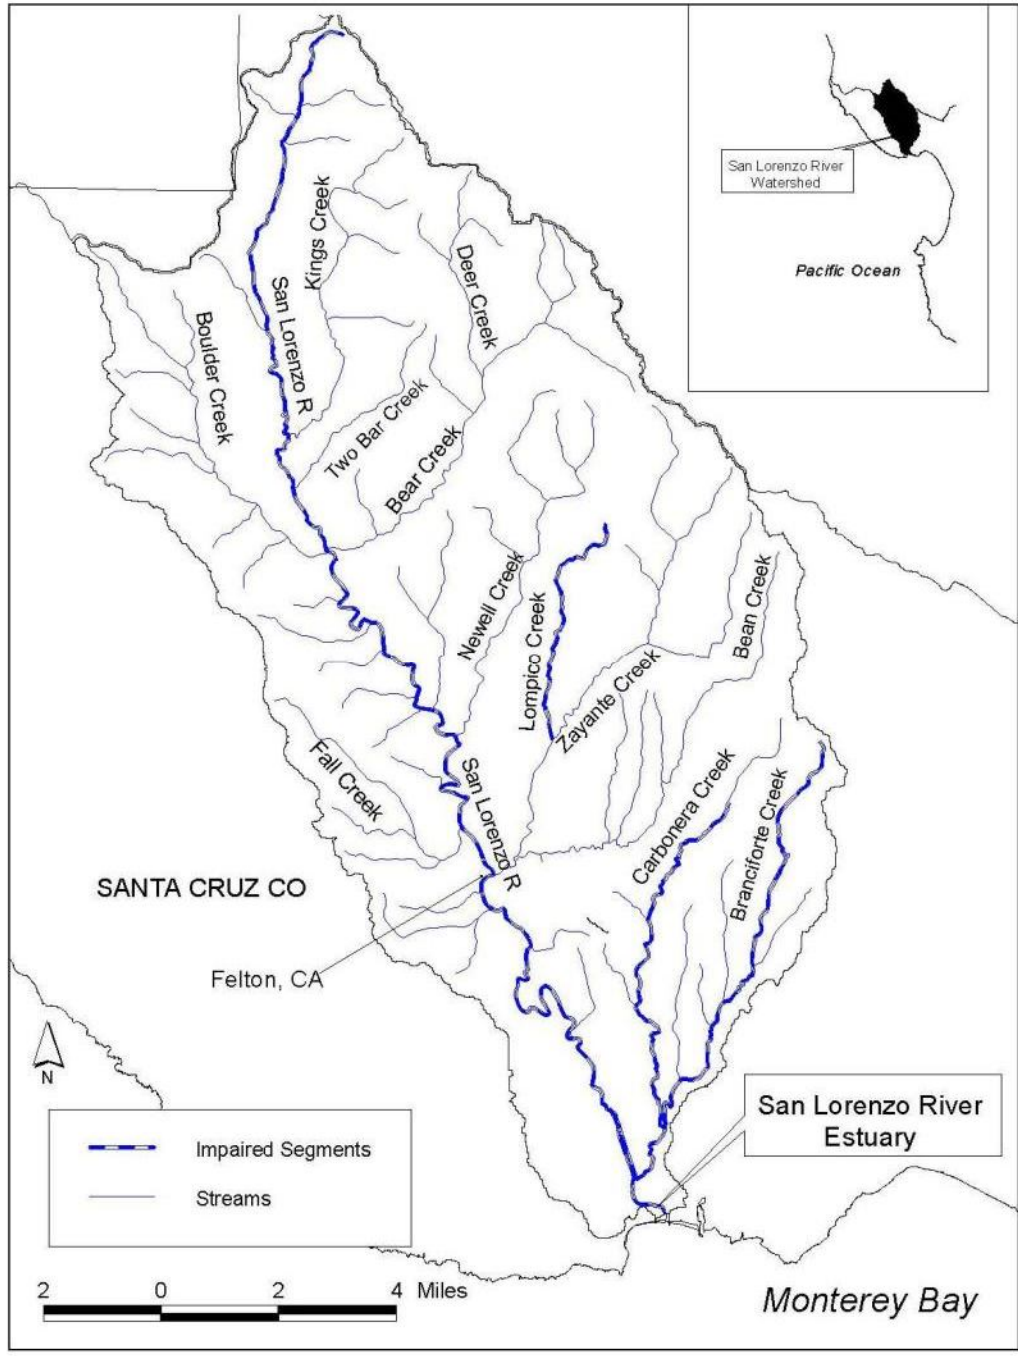 San Lorenzo River
Watershed
Pacific Ocean
Kings Creek
Deer Creek
San Lorenzo R
Boulder Creek
Two Bar Creek
Bear Creek
Newell Creek
Lompico Creek
Bean Creek
Zayante Creek
Fall Creek
San Lorenzo R
Carbonera Creek
Branciforte Creek
SANTA CRUZ CO
Felton, CA
N
San Lorenzo River
Estuary
Impaired Segments
Streams
2 0 2 4 Miles
Monterey Bay